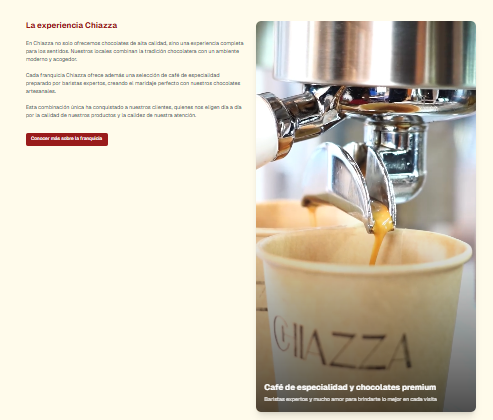 La experiencia Chiazza
En Chiazza no solo ofrecemos chocolates de alta calidad, sino una experiencia completa
para los sentidos. Nuestros locales combinan la tradición chocolatera con un ambiente
moderno y acogedor.
Cada franquicia Chiazza ofrece además una selección de café de especialidad
preparado por baristas expertos, creando el maridaje perfecto con nuestros chocolates
artesanales.
Esta combinación única ha conquistado a nuestros clientes, quienes nos eligen día a día
por la calidad de nuestros productos y la calidez de nuestra atención.
Conocer más sobre la franquicia
CHIAZZA
Café de especialidad y chocolates premium
Baristas expertos y mucho amor para brindarte lo mejor en cada visita